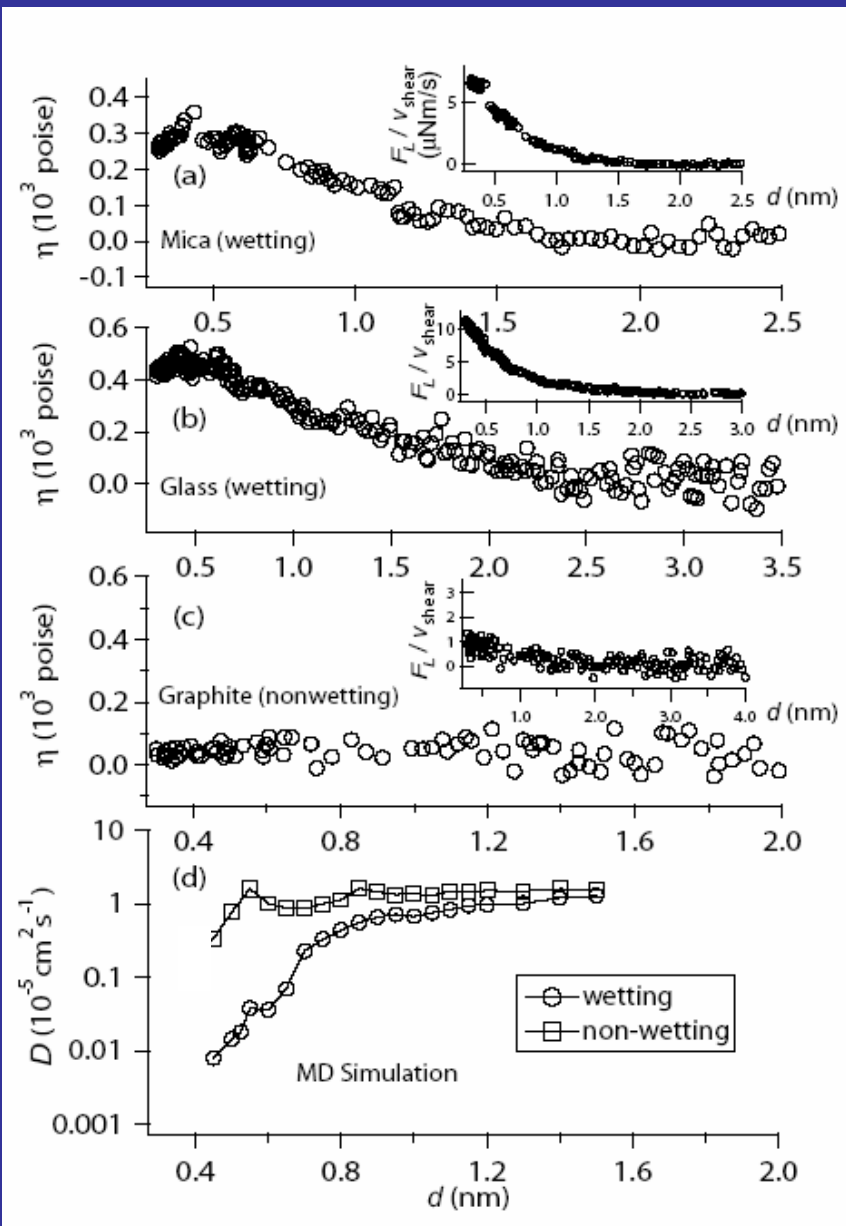 0.4
0.3
0.2
0.1
0.0
-0.1
η (10³ poise)
(a)
Mica (wetting)
F_L / v_shear
(μNm/s)
5
0
0.5 1.0 1.5 2.0 2.5
d (nm)
0.5 1.0 1.5 2.0 2.5
0.6
0.4
0.2
0.0
η (10³ poise)
(b)
Glass (wetting)
F_L / v_shear
10
5
0
0.5 1.0 1.5 2.0 2.5 3.0
d (nm)
0.5 1.0 1.5 2.0 2.5 3.0 3.5
0.6
0.4
0.2
0.0
η (10³ poise)
(c)
Graphite (nonwetting)
F_L / v_shear
3
2
1
0
1.0 2.0 3.0 4.0
d (nm)
0.4 0.8 1.2 1.6 2.0
10
1
0.1
0.01
0.001
D (10⁻⁵ cm² s⁻¹)
(d)
wetting
non-wetting
MD Simulation
0.4 0.8 1.2 1.6 2.0
d (nm)